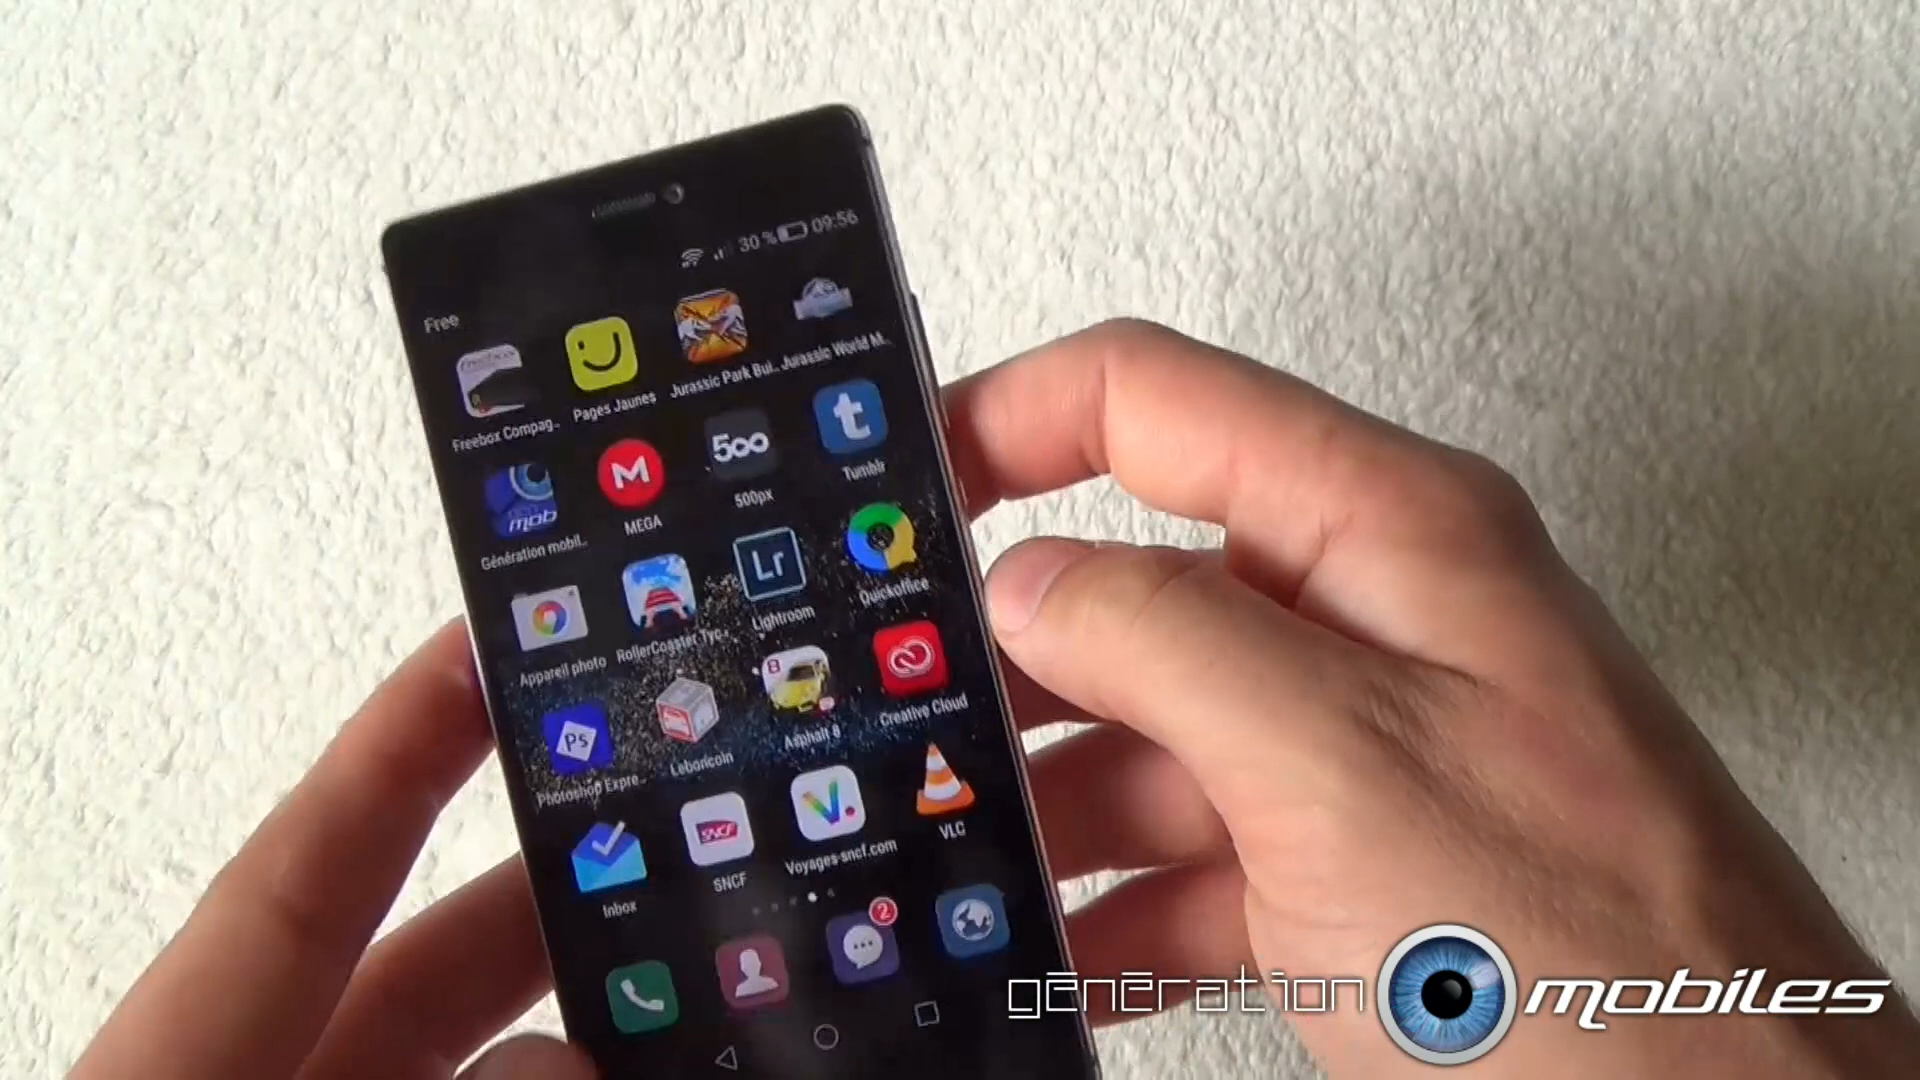 30 % 09:56
Free
Freebox Compag..
Pages Jaunes
Jurassic Park Bui..
Jurassic World M..
mob
Génération mobil..
M
MEGA
500
500px
t
Tumblr
Appareil photo
RollerCoaster Tyc..
Lr
Lightroom
Quickoffice
Ps
Photoshop Expre..
Leboncoin
8
Asphalt 8
Creative Cloud
Inbox
SNCF
SNCF
V.
Voyages-sncf.com
VLC
2
génération mobiles